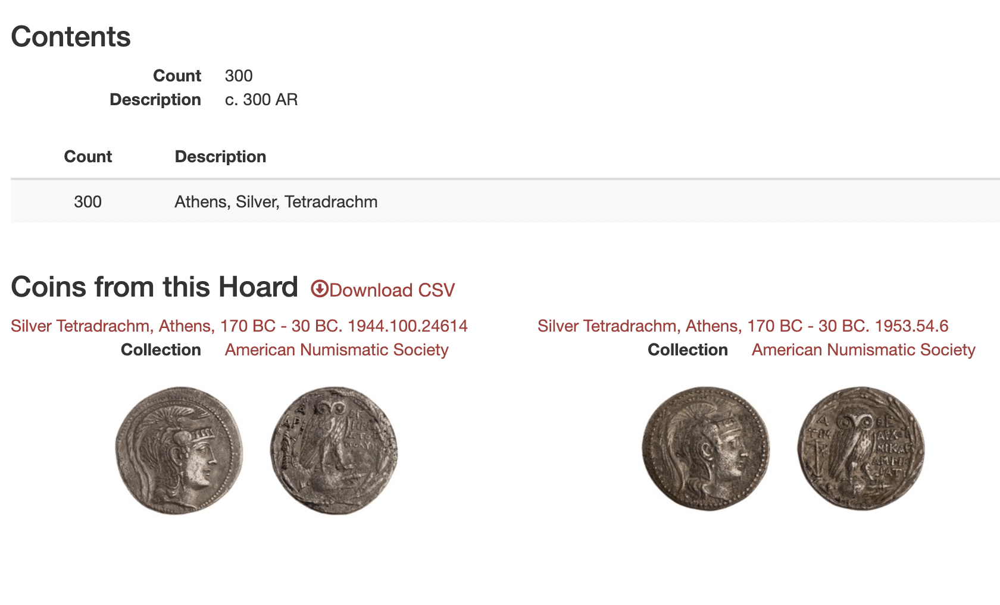 Contents
Count 300
Description c. 300 AR
Count Description
300 Athens, Silver, Tetradrachm
Coins from this Hoard Download CSV
Silver Tetradrachm, Athens, 170 BC - 30 BC. 1944.100.24614
Collection American Numismatic Society
Silver Tetradrachm, Athens, 170 BC - 30 BC. 1953.54.6
Collection American Numismatic Society